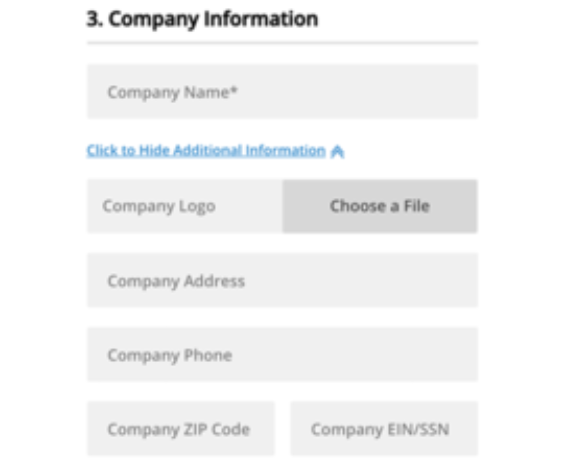 3. Company Information
Company Name*
Click to Hide Additional Information
Company Logo Choose a File
Company Address
Company Phone
Company ZIP Code Company EIN/SSN